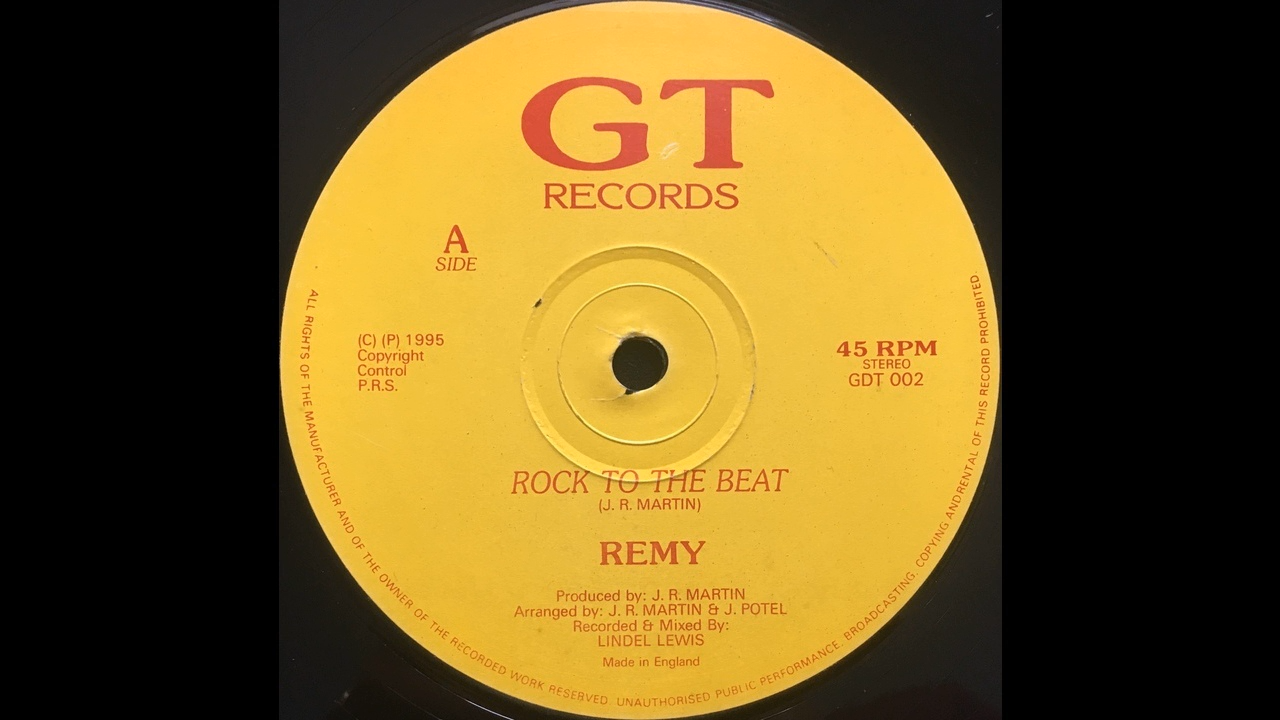 GT
RECORDS
A
SIDE
(C) (P) 1995
Copyright
Control
P.R.S.
45 RPM
STEREO
GDT 002
ROCK TO THE BEAT
(J. R. MARTIN)
REMY
Produced by: J. R. MARTIN
Arranged by: J. R. MARTIN & J. POTEL
Recorded & Mixed By:
LINDEL LEWIS
Made in England
ALL RIGHTS OF THE MANUFACTURER AND OF THE OWNER OF THE RECORDED WORK RESERVED. UNAUTHORISED PUBLIC PERFORMANCE. BROADCASTING. COPYING ANDRENTAL OF THIS RECORD PROHIBITED.